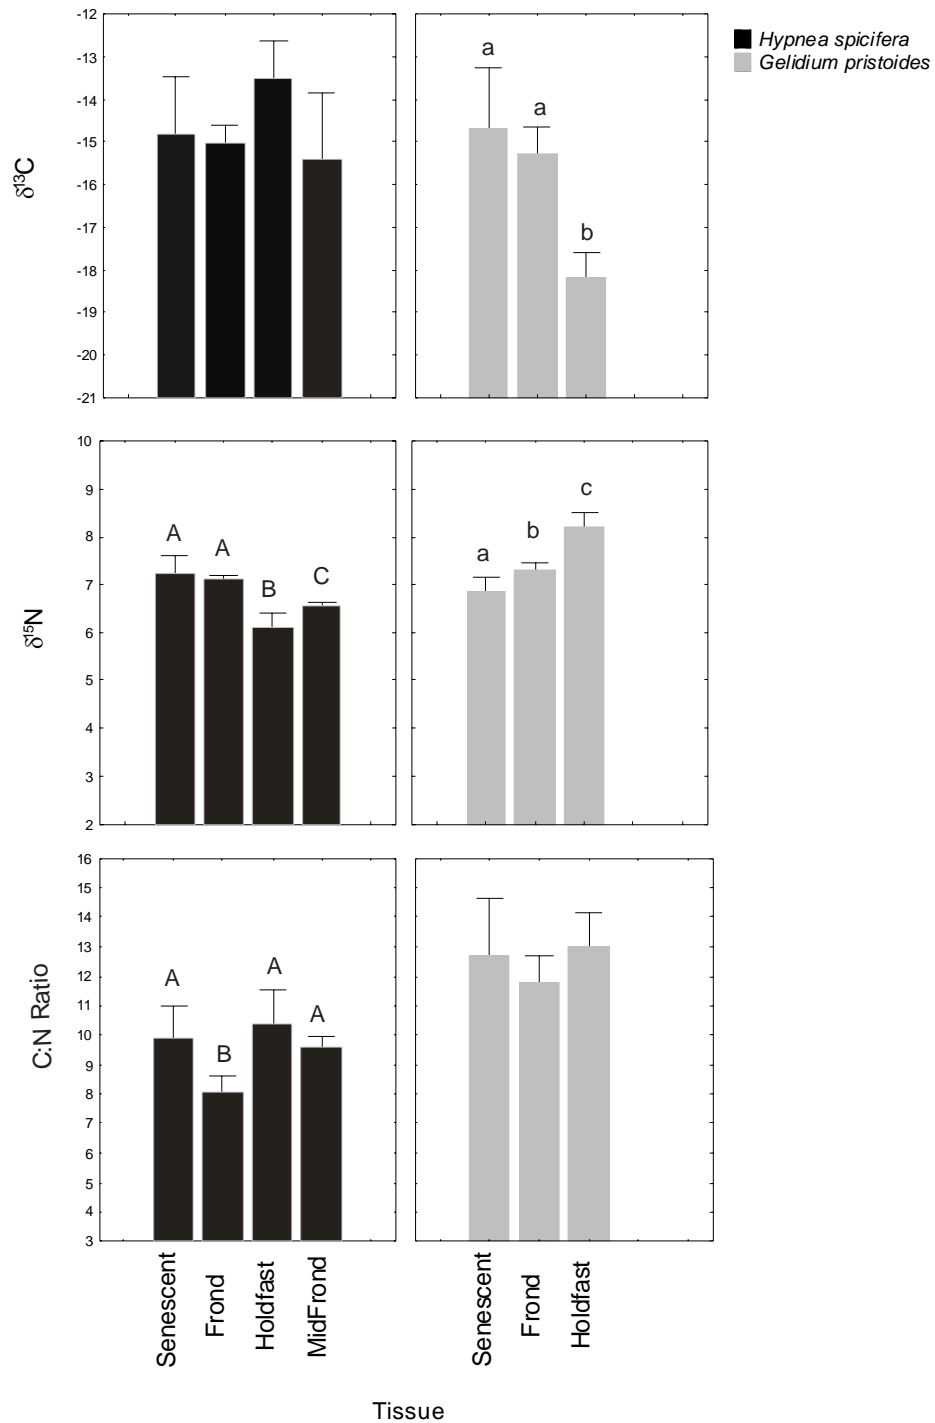 Hypnea spicifera
Gelidium pristoides
δ¹³C
-12
-13
-14
-15
-16
-17
-18
-19
-20
-21
a
a
b
δ¹⁵N
10
9
8
7
6
5
4
3
2
A
A
B
C
a
b
c
C:N Ratio
16
15
14
13
12
11
10
9
8
7
6
5
4
3
A
B
A
A
Senescent
Frond
Holdfast
MidFrond
Senescent
Frond
Holdfast
Tissue